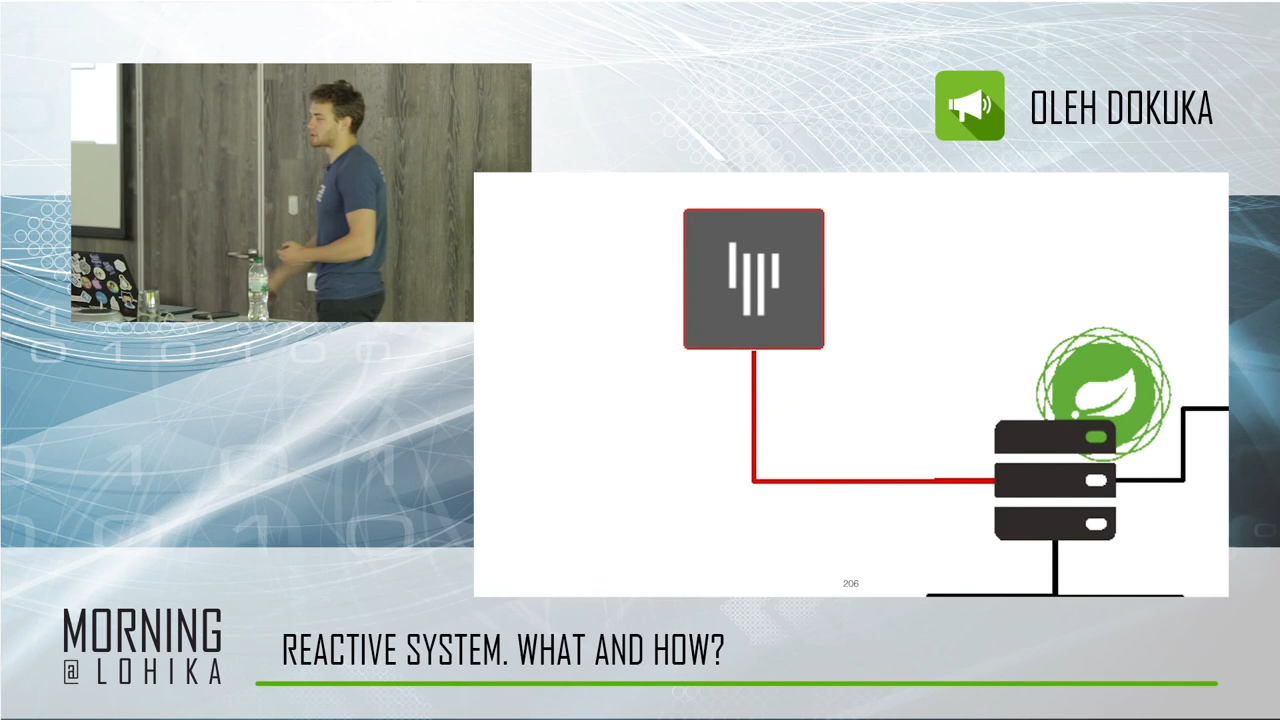 OLEH DOKUKA
206
MORNING
@ LOHIKA
REACTIVE SYSTEM. WHAT AND HOW?